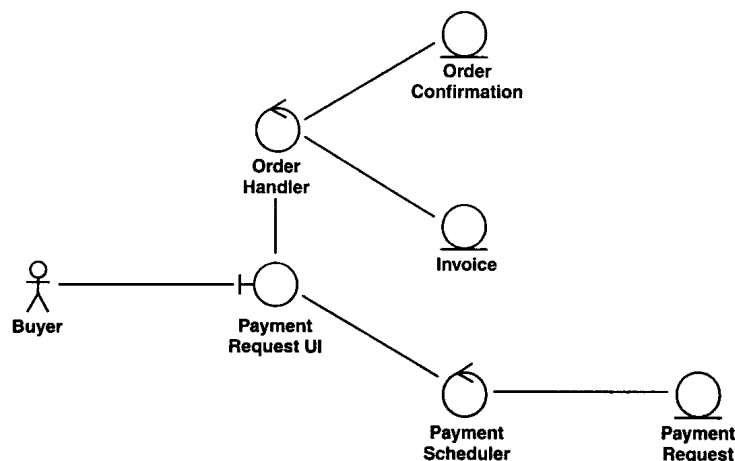 Order
Confirmation
Order
Handler
Invoice
Buyer
Payment
Request UI
Payment
Scheduler
Payment
Request